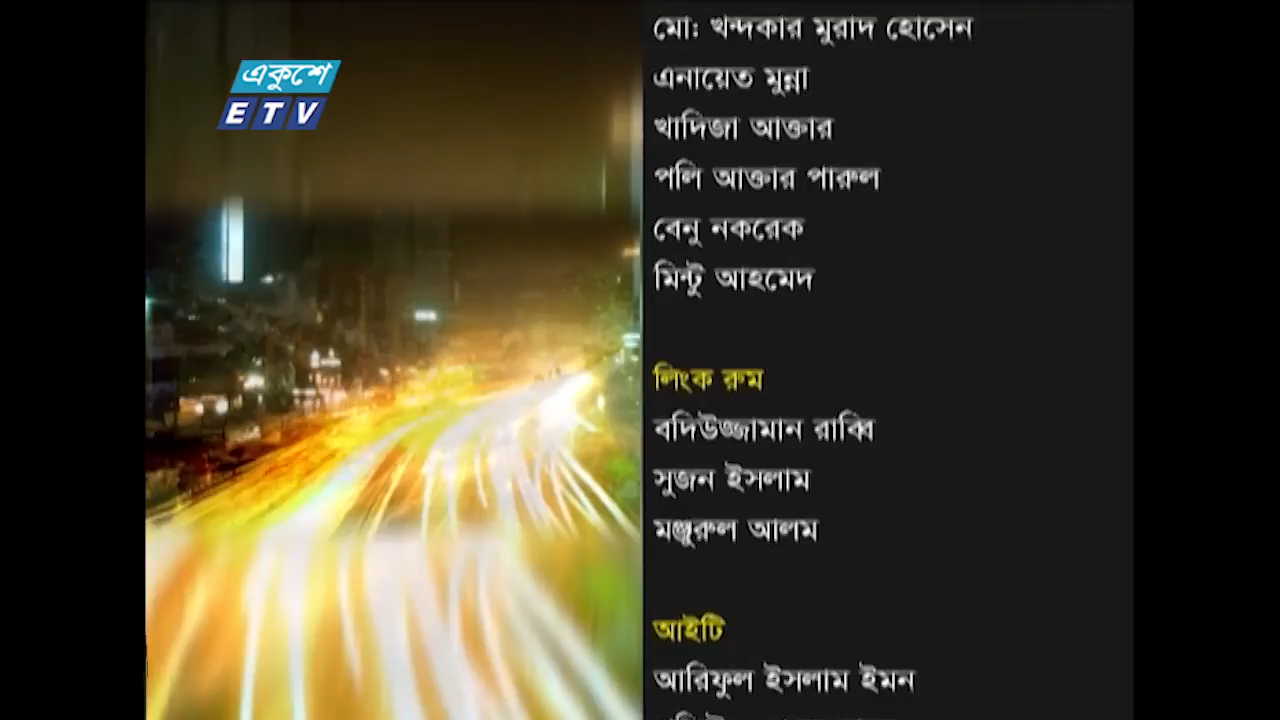 একুশে
ETV
মো: খন্দকার মুরাদ হোসেন
এনায়েত মুন্না
খাদিজা আক্তার
পলি আক্তার পারুল
বেনু নকরেক
মিন্টু আহমেদ
লিংক রুম
বদিউজ্জামান রাব্বি
সুজন ইসলাম
মঞ্জুরুল আলম
আইটি
আরিফুল ইসলাম ইমন